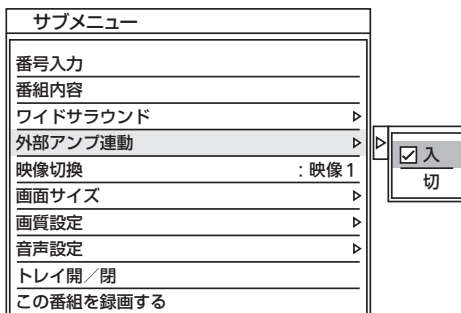 サブメニュー
番号入力
番組内容
ワイドサラウンド
外部アンプ連動
映像切換 : 映像1
画面サイズ
画質設定
音声設定
トレイ開／閉
この番組を録画する
入
切